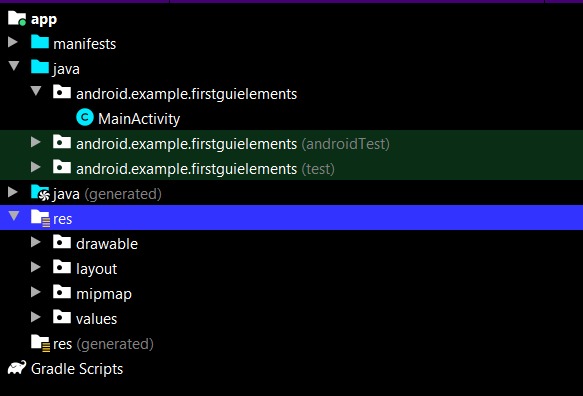 app
manifests
java
android.example.firstguielements
MainActivity
android.example.firstguielements (androidTest)
android.example.firstguielements (test)
java (generated)
res
drawable
layout
mipmap
values
res (generated)
Gradle Scripts